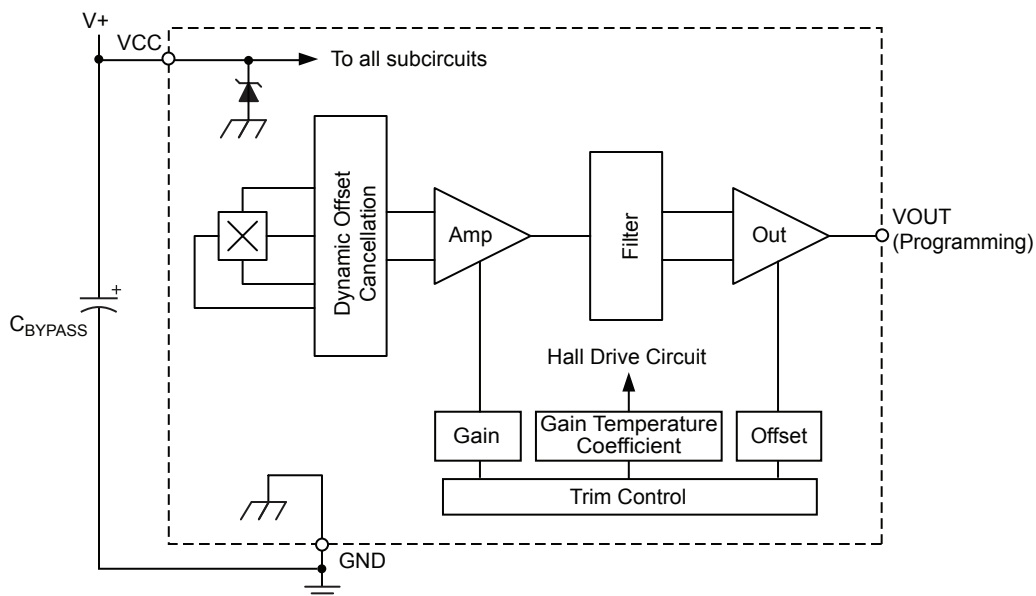 V+
VCC
To all subcircuits
Dynamic Offset
Cancellation
Amp
Filter
Out
VOUT
(Programming)
+
CBYPASS
Hall Drive Circuit
Gain
Gain Temperature
Coefficient
Offset
Trim Control
GND